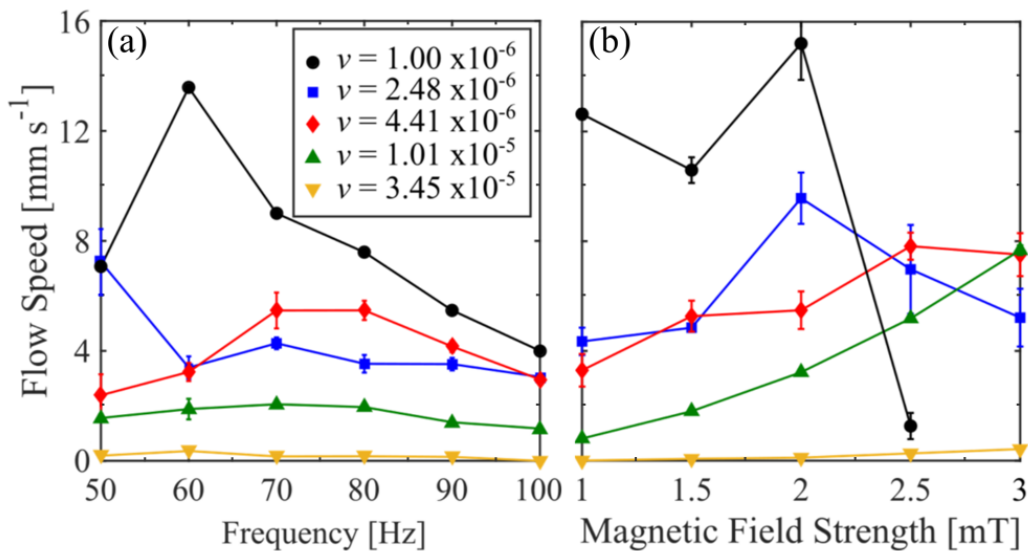 (a)
(b)
v = 1.00 x10⁻⁶
v = 2.48 x10⁻⁶
v = 4.41 x10⁻⁶
v = 1.01 x10⁻⁵
v = 3.45 x10⁻⁵
Flow Speed [mm s⁻¹]
16
12
8
4
0
50 60 70 80 90 100
1 1.5 2 2.5 3
Frequency [Hz]
Magnetic Field Strength [mT]